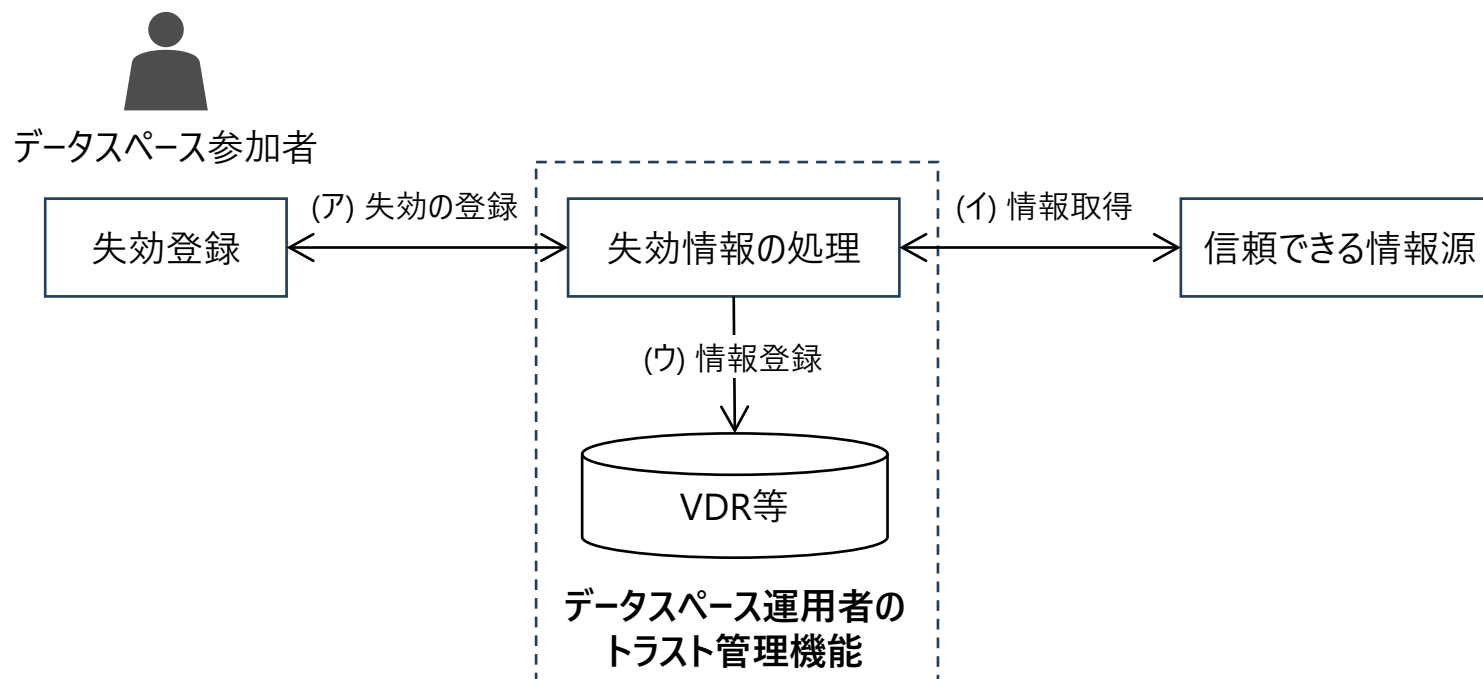 データスペース参加者
(ア) 失効の登録
(イ) 情報取得
失効登録
失効情報の処理
信頼できる情報源
(ウ) 情報登録
VDR等
データスペース運用者の
トラスト管理機能